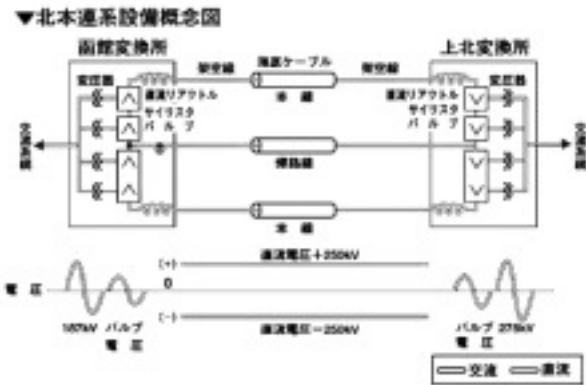 ▼北本連系設備概念図
函館変換所
上北変換所
架空線
海底ケーブル
架空線
変圧器
変圧器
直流リアクトル
サイリスタ
バルブ
本線
直流リアクトル
サイリスタ
バルブ
帰路線
本線
交流系統
交流系統
(+)
直流電圧+250kV
電圧
0
(−)
直流電圧−250kV
187kV
バルブ
電圧
バルブ
電圧
275kV
交流
直流